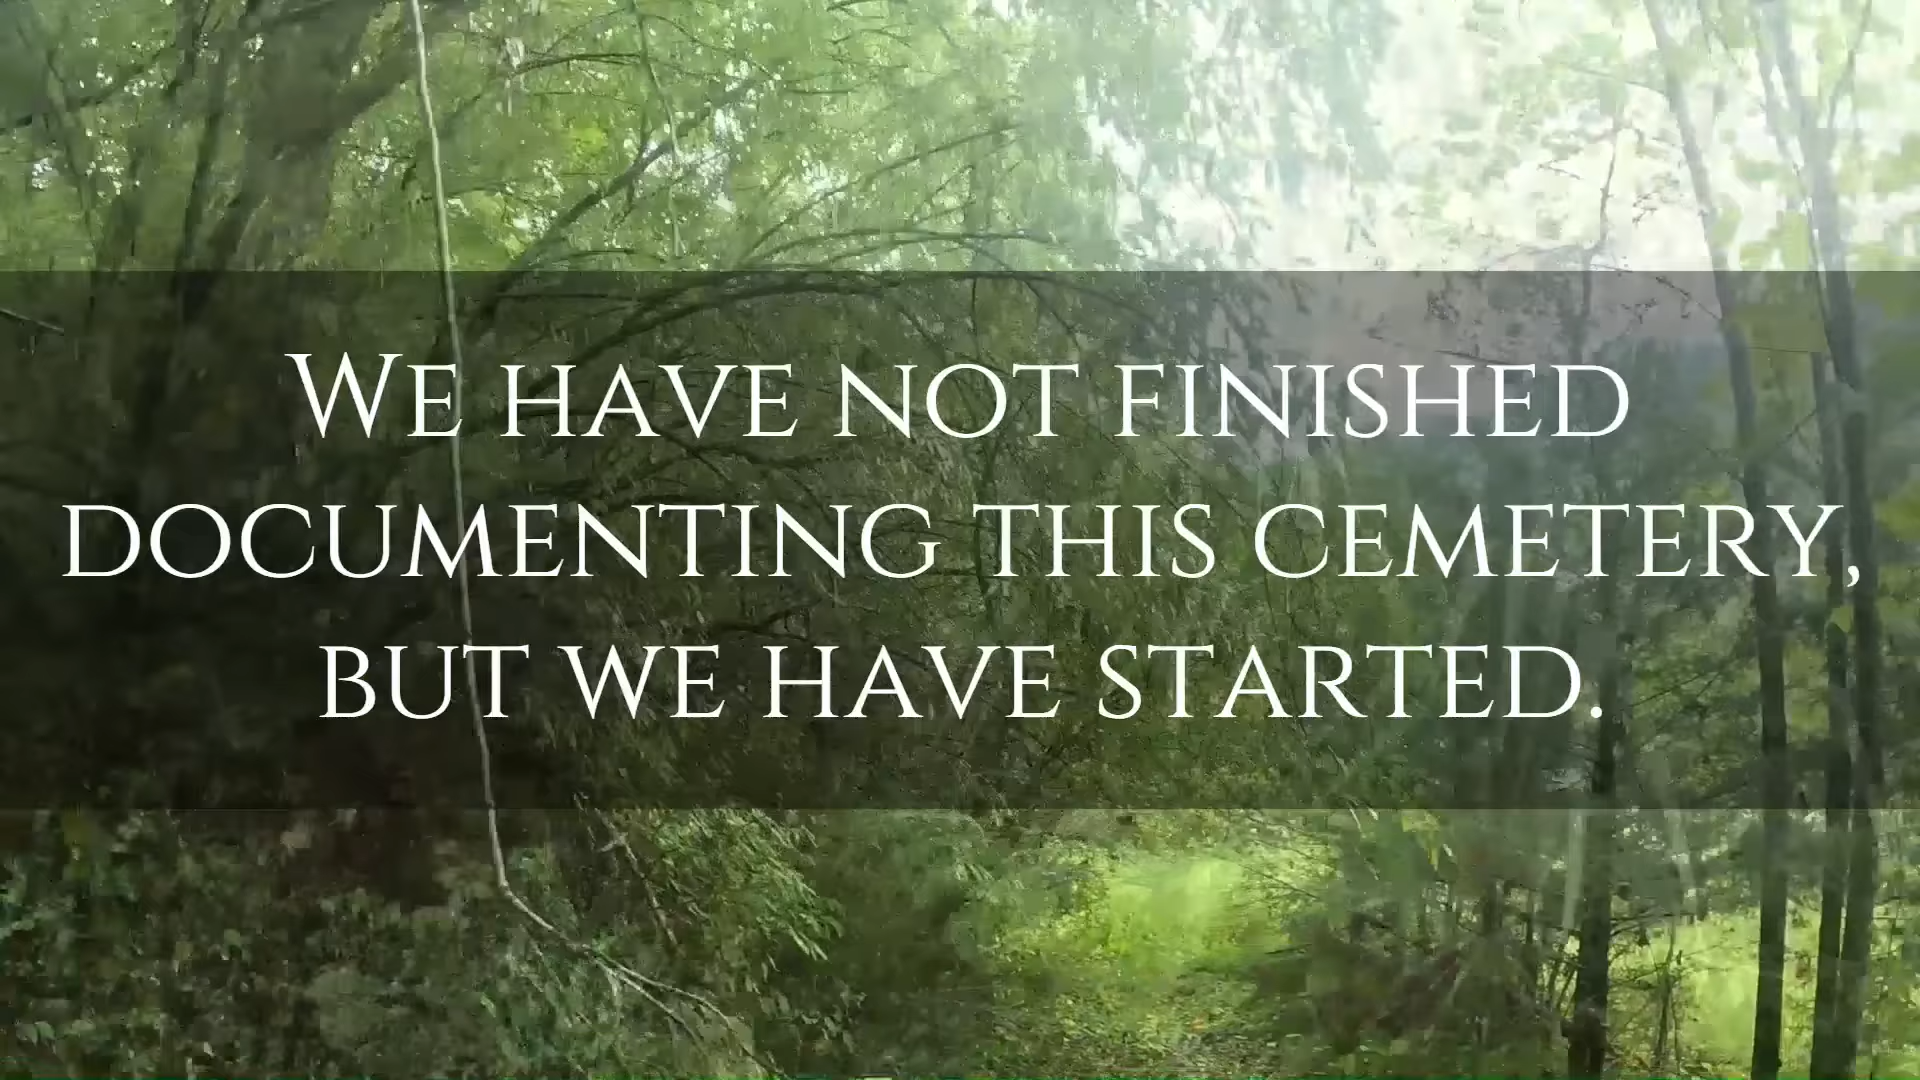 We have not finished
documenting this cemetery,
but we have started.